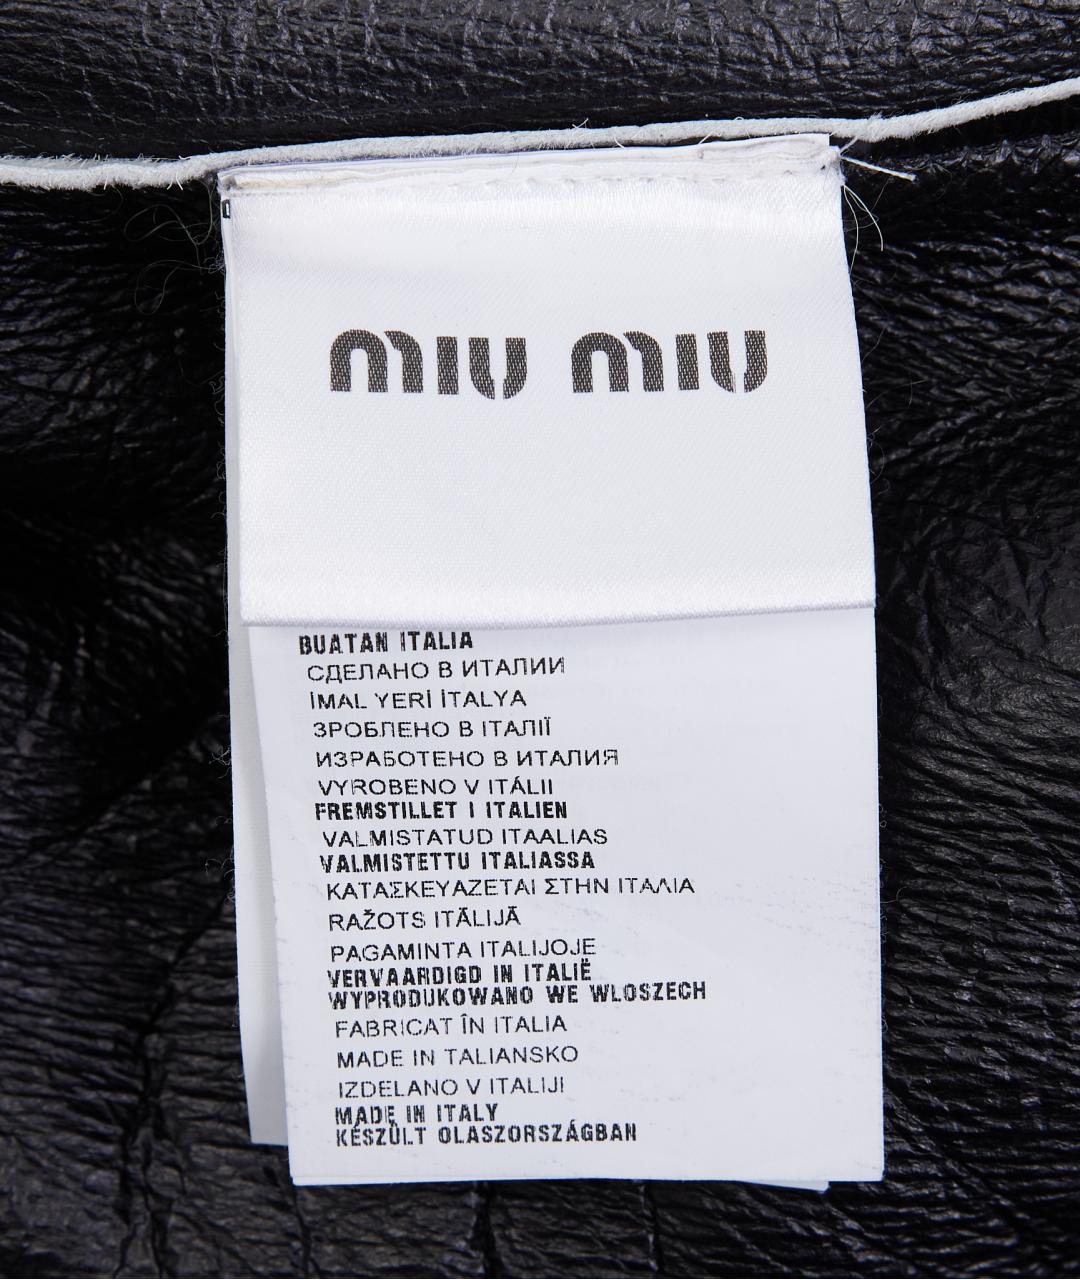 miu miu
BUATAN ITALIA
СДЕЛАНО В ИТАЛИИ
İMAL YERİ İTALYA
ЗРОБЛЕНО В ІТАЛІЇ
ИЗРАБОТЕНО В ИТАЛИЯ
VYROBENO V ITÁLII
FREMSTILLET I ITALIEN
VALMISTATUD ITAALIAS
VALMISTETTU ITALIASSA
ΚΑΤΑΣΚΕΥΑΖΕΤΑΙ ΣΤΗΝ ΙΤΑΛΙΑ
RAŽOTS ITĀLIJĀ
PAGAMINTA ITALIJOJE
VERVAARDIGD IN ITALIË
WYPRODUKOWANO WE WLOSZECH
FABRICAT ÎN ITALIA
MADE IN TALIANSKO
IZDELANO V ITALIJI
MADE IN ITALY
KÉSZÜLT OLASZORSZÁGBAN